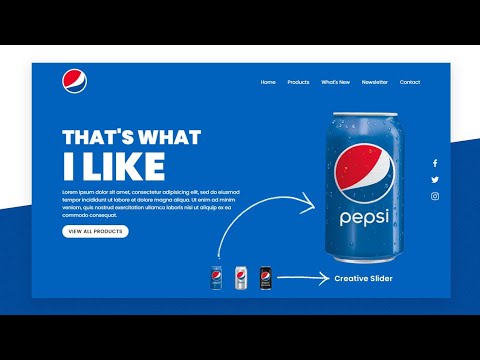 Home Products What's New Newsletter Contact
THAT'S WHAT
I LIKE
Lorem ipsum dolor sit amet, consectetur adipisicing elit, sed do eiusmod
tempor incididunt ut labore et dolore magna aliqua. Ut enim ad minim
veniam, quis nostrud exercitation ullamco laboris nisi ut aliquip ex ea
commodo consequat.
VIEW ALL PRODUCTS
pepsi
Creative Slider